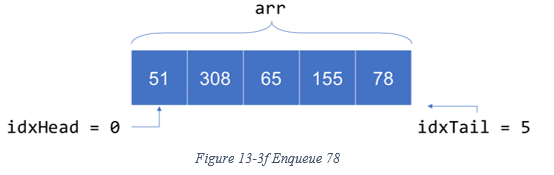 arr
51 308 65 155 78
idxHead = 0
idxTail = 5
Figure 13-3f Enqueue 78